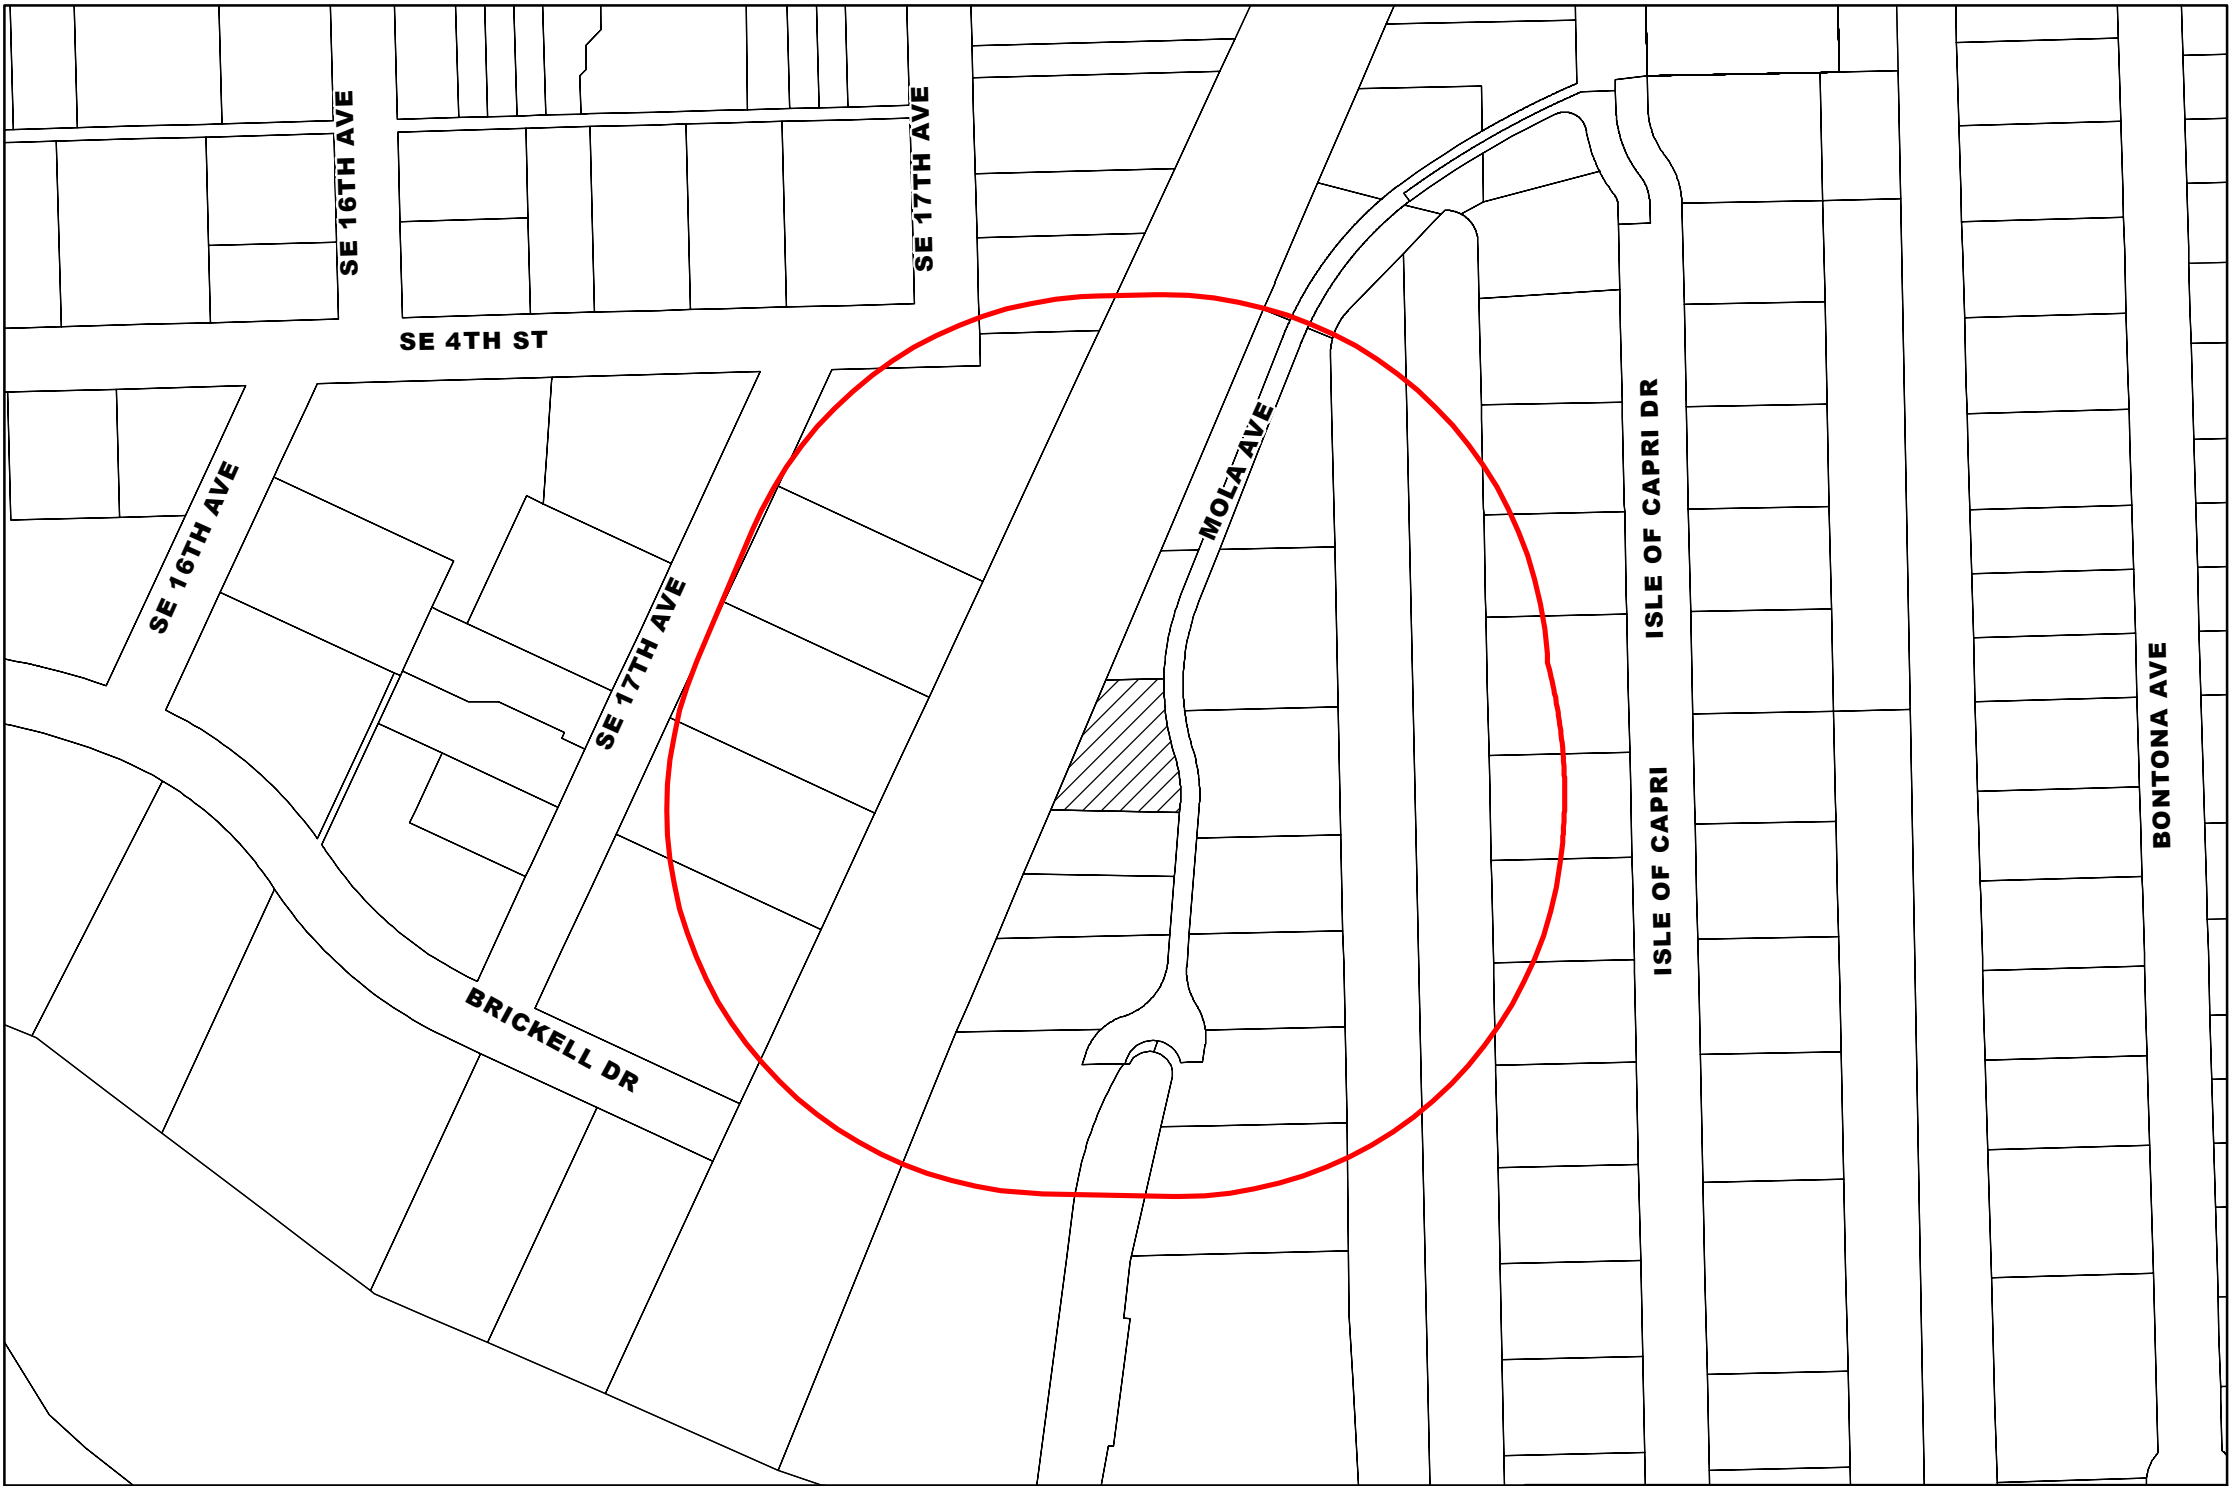 SE 16TH AVE
SE 17TH AVE
SE 4TH ST
SE 16TH AVE
SE 17TH AVE
MOLA AVE
ISLE OF CAPRI DR
ISLE OF CAPRI
BONTONA AVE
BRICKELL DR